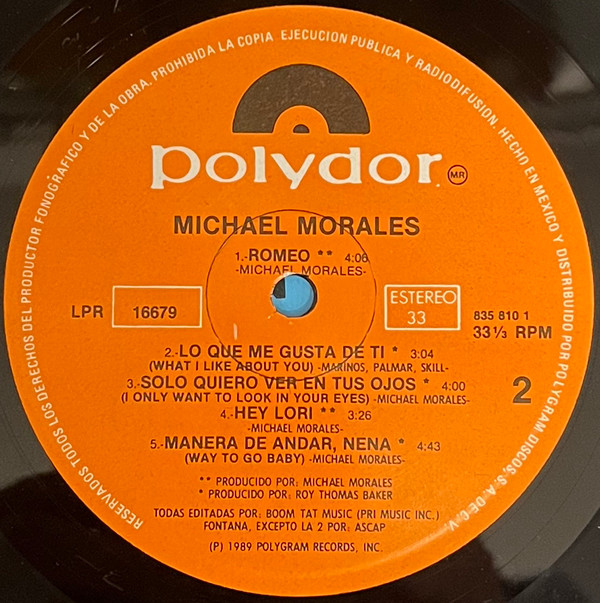 RESERVADOS TODOS LOS DERECHOS DEL PRODUCTOR FONOGRAFICO Y DE LA OBRA, PROHIBIDA LA COPIA EJECUCION PUBLICA Y RADIODIFUSION. HECHO EN MEXICO Y DISTRIBUIDO POR POLYGRAM DISCOS, S.A. DE C.V.
polydor
MR
MICHAEL MORALES
1.-ROMEO ** 4:06
-MICHAEL MORALES-
LPR 16679
ESTEREO
33
835 810 1
33 1/3 RPM
2.-LO QUE ME GUSTA DE TI * 3:04
(WHAT I LIKE ABOUT YOU) -MARINOS, PALMAR, SKILL-
3.-SOLO QUIERO VER EN TUS OJOS * 4:00
(I ONLY WANT TO LOOK IN YOUR EYES) -MICHAEL MORALES-
4.-HEY LORI ** 3:26
-MICHAEL MORALES-
5.-MANERA DE ANDAR, NENA * 4:43
(WAY TO GO BABY) -MICHAEL MORALES-
2
** PRODUCIDO POR: MICHAEL MORALES
* PRODUCIDO POR: ROY THOMAS BAKER
TODAS EDITADAS POR: BOOM TAT MUSIC (PRI MUSIC INC.)
FONTANA, EXCEPTO LA 2 POR: ASCAP
(P) 1989 POLYGRAM RECORDS, INC.